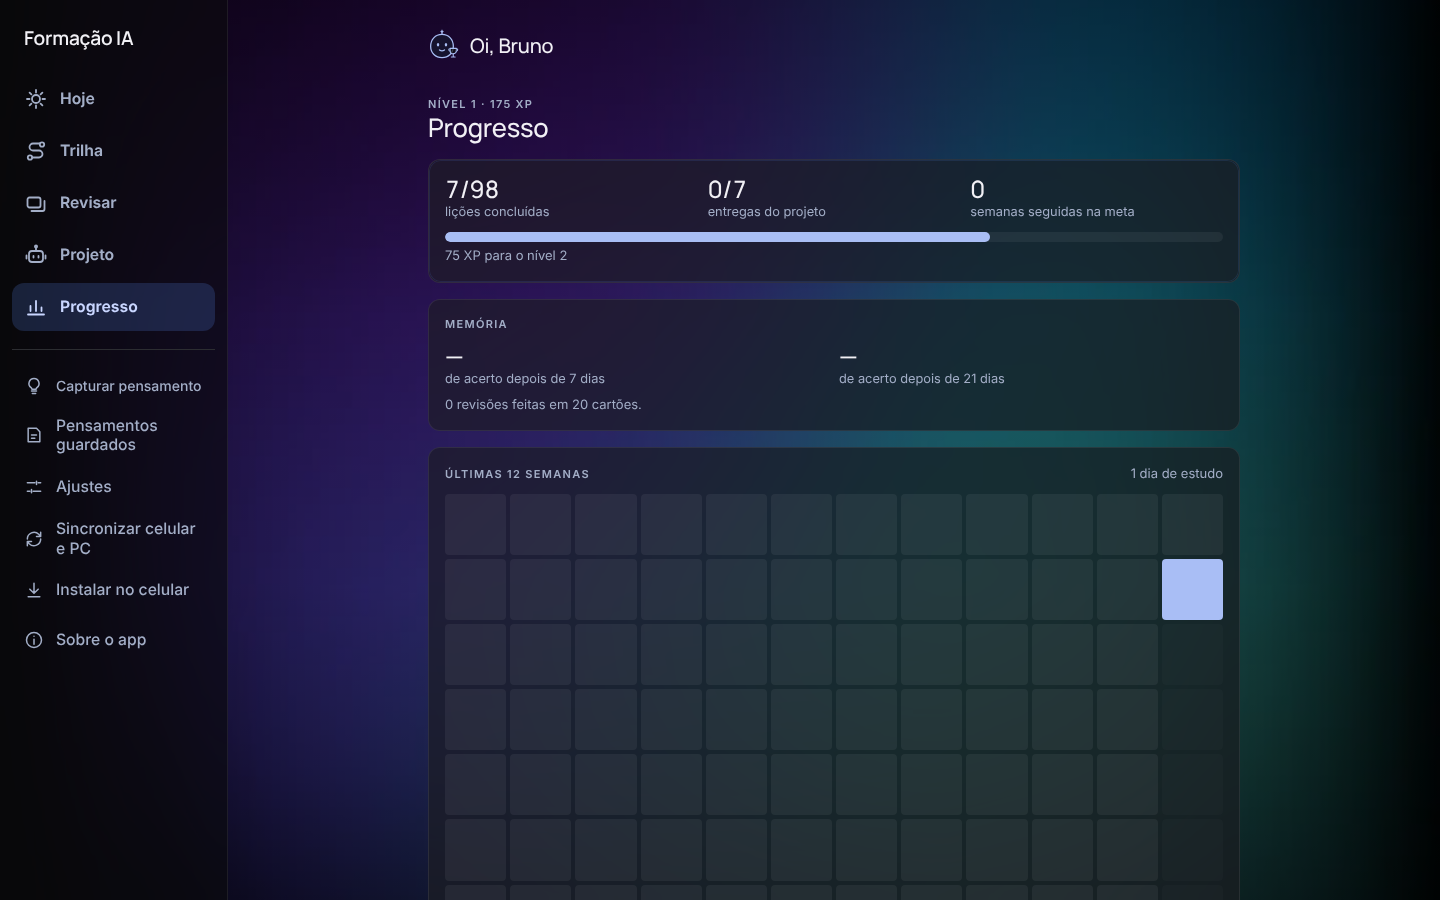 Formação IA
Hoje
Trilha
Revisar
Projeto
Progresso
Capturar pensamento
Pensamentos
guardados
Ajustes
Sincronizar celular
e PC
Instalar no celular
Sobre o app
Oi, Bruno
NÍVEL 1 · 175 XP
Progresso
7/98
lições concluídas
0/7
entregas do projeto
0
semanas seguidas na meta
75 XP para o nível 2
MEMÓRIA
—
de acerto depois de 7 dias
—
de acerto depois de 21 dias
0 revisões feitas em 20 cartões.
ÚLTIMAS 12 SEMANAS
1 dia de estudo